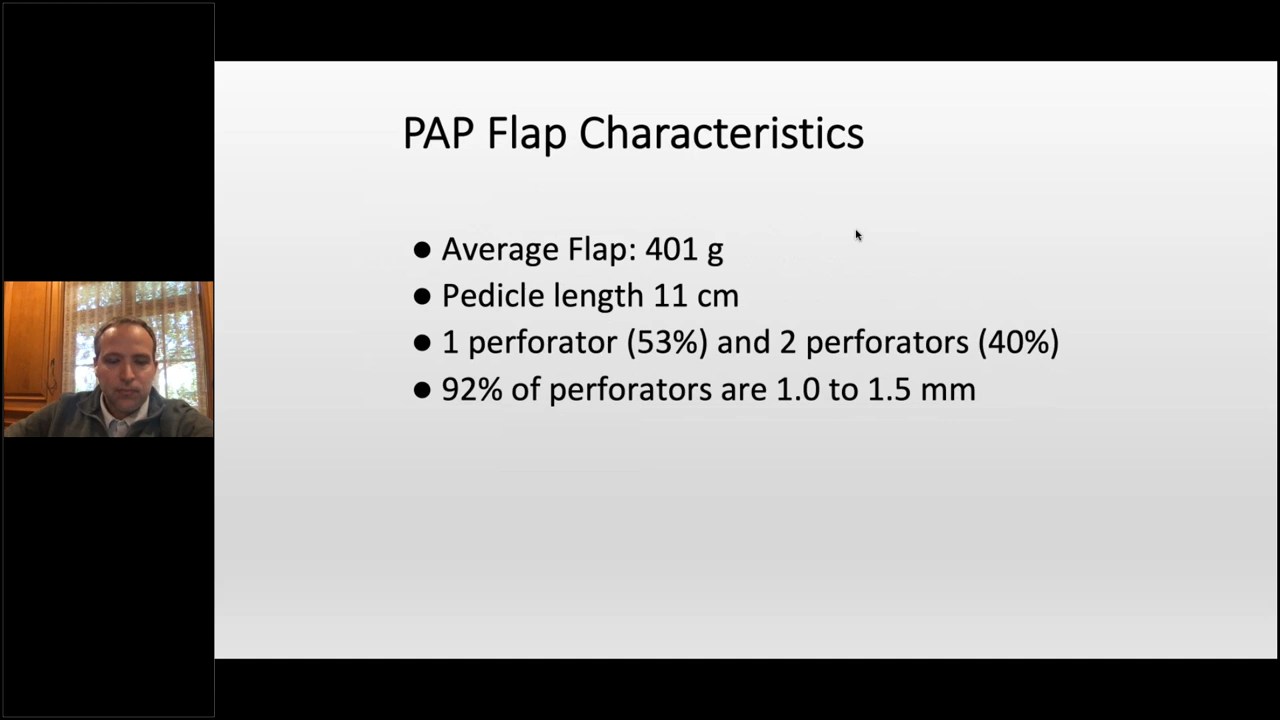 PAP Flap Characteristics
● Average Flap: 401 g
● Pedicle length 11 cm
● 1 perforator (53%) and 2 perforators (40%)
● 92% of perforators are 1.0 to 1.5 mm